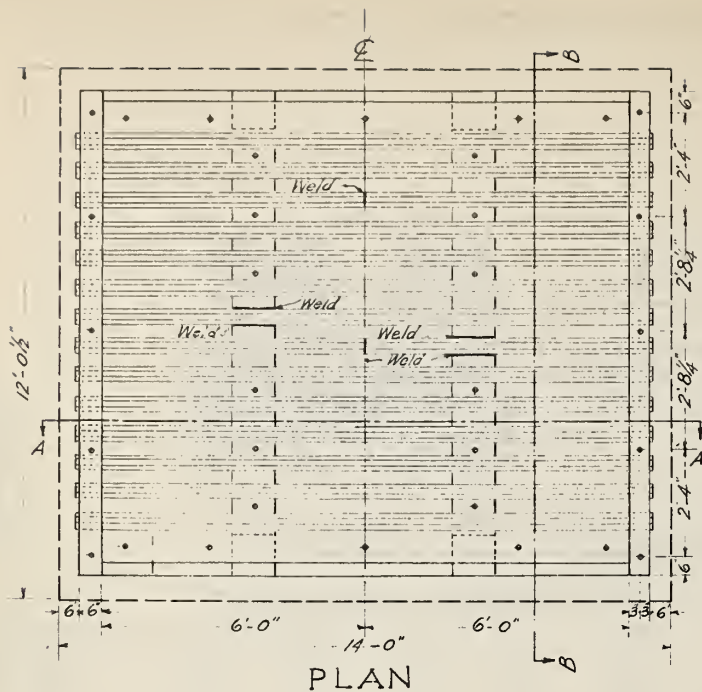 ℄
B
6"
2'-4"
Weld
2'-8¼"
Weld
Weld
Weld
Weld
12'-0½"
2'-8¼"
A
A
2'-4"
6"
6" 6"
6'-0"
6'-0"
3 3 6"
14'-0"
B
PLAN